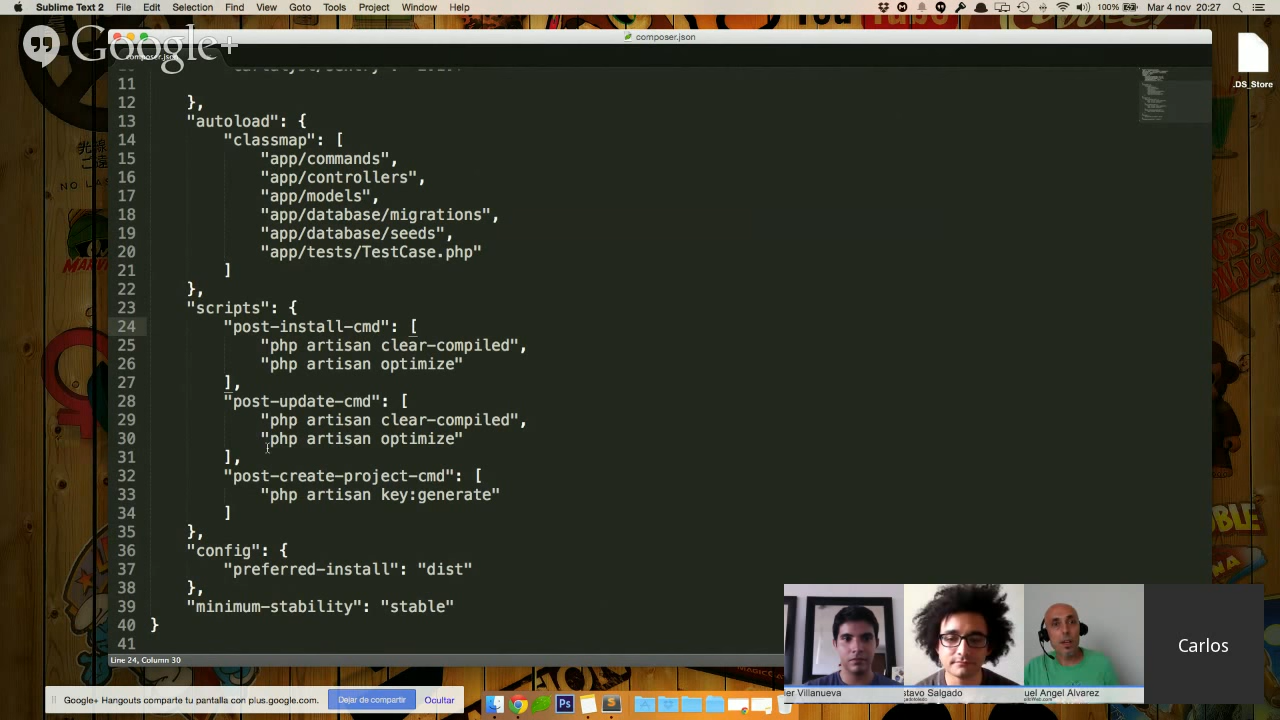 Sublime Text 2 File Edit Selection Find View Goto Tools Project Window Help 100% Mar 4 nov 20:27
Google+
composer.json
composer.json
.DS_Store
11
12 },
13 "autoload": {
14 "classmap": [
15 "app/commands",
16 "app/controllers",
17 "app/models",
18 "app/database/migrations",
19 "app/database/seeds",
20 "app/tests/TestCase.php"
21 ]
22 },
23 "scripts": {
24 "post-install-cmd": [
25 "php artisan clear-compiled",
26 "php artisan optimize"
27 ],
28 "post-update-cmd": [
29 "php artisan clear-compiled",
30 "php artisan optimize"
31 ],
32 "post-create-project-cmd": [
33 "php artisan key:generate"
34 ]
35 },
36 "config": {
37 "preferred-install": "dist"
38 },
39 "minimum-stability": "stable"
40 }
41
Line 24, Column 30
Carlos
er Villanueva
stavo Salgado
uel Angel Alvarez
Google+ Hangouts comparte tu pantalla con plus.google.com. Dejar de compartir Ocultar